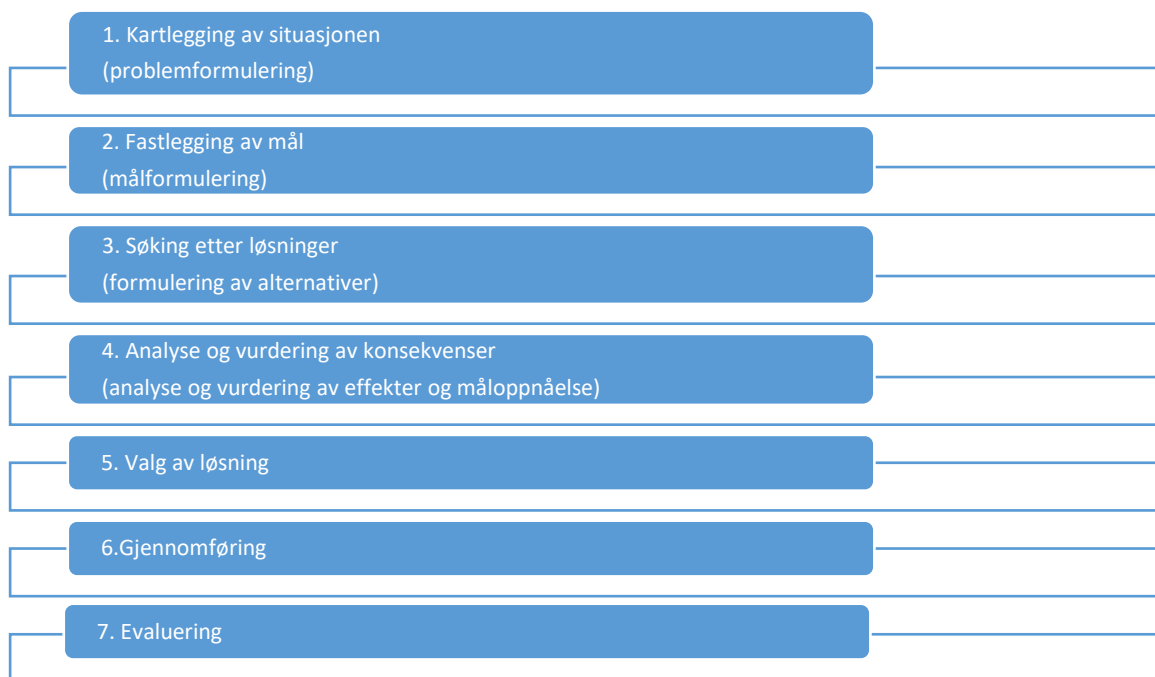 1. Kartlegging av situasjonen
(problemformulering)
2. Fastlegging av mål
(målformulering)
3. Søking etter løsninger
(formulering av alternativer)
4. Analyse og vurdering av konsekvenser
(analyse og vurdering av effekter og måloppnåelse)
5. Valg av løsning
6.Gjennomføring
7. Evaluering